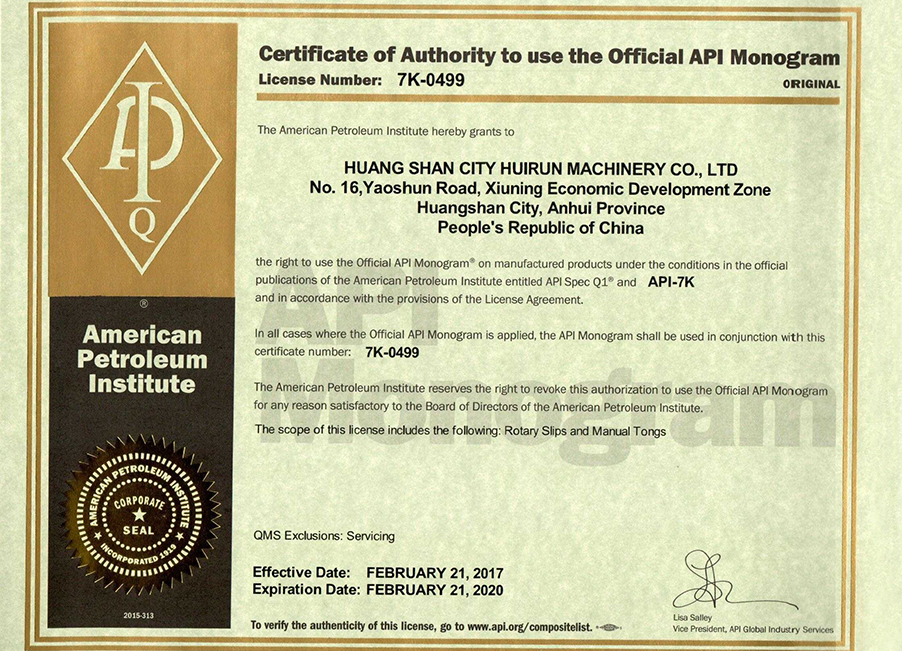 Certificate of Authority to use the Official API Monogram
License Number: 7K-0499
ORIGINAL
The American Petroleum Institute hereby grants to
HUANG SHAN CITY HUIRUN MACHINERY CO., LTD
No. 16,Yaoshun Road, Xiuning Economic Development Zone
Huangshan City, Anhui Province
People's Republic of China
the right to use the Official API Monogram® on manufactured products under the conditions in the official
publications of the American Petroleum Institute entitled API Spec Q1® and API-7K
and in accordance with the provisions of the License Agreement.
In all cases where the Official API Monogram is applied, the API Monogram shall be used in conjunction with this
certificate number: 7K-0499
The American Petroleum Institute reserves the right to revoke this authorization to use the Official API Monogram
for any reason satisfactory to the Board of Directors of the American Petroleum Institute.
The scope of this license includes the following: Rotary Slips and Manual Tongs
QMS Exclusions: Servicing
Effective Date: FEBRUARY 21, 2017
Expiration Date: FEBRUARY 21, 2020
To verify the authenticity of this license, go to www.api.org/compositelist.
Lisa Salley
Vice President, API Global Industry Services
API
Monogram
API
Q
®
American
Petroleum
Institute
AMERICAN PETROLEUM INSTITUTE
CORPORATE
SEAL
INCORPORATED 1919
2015-313